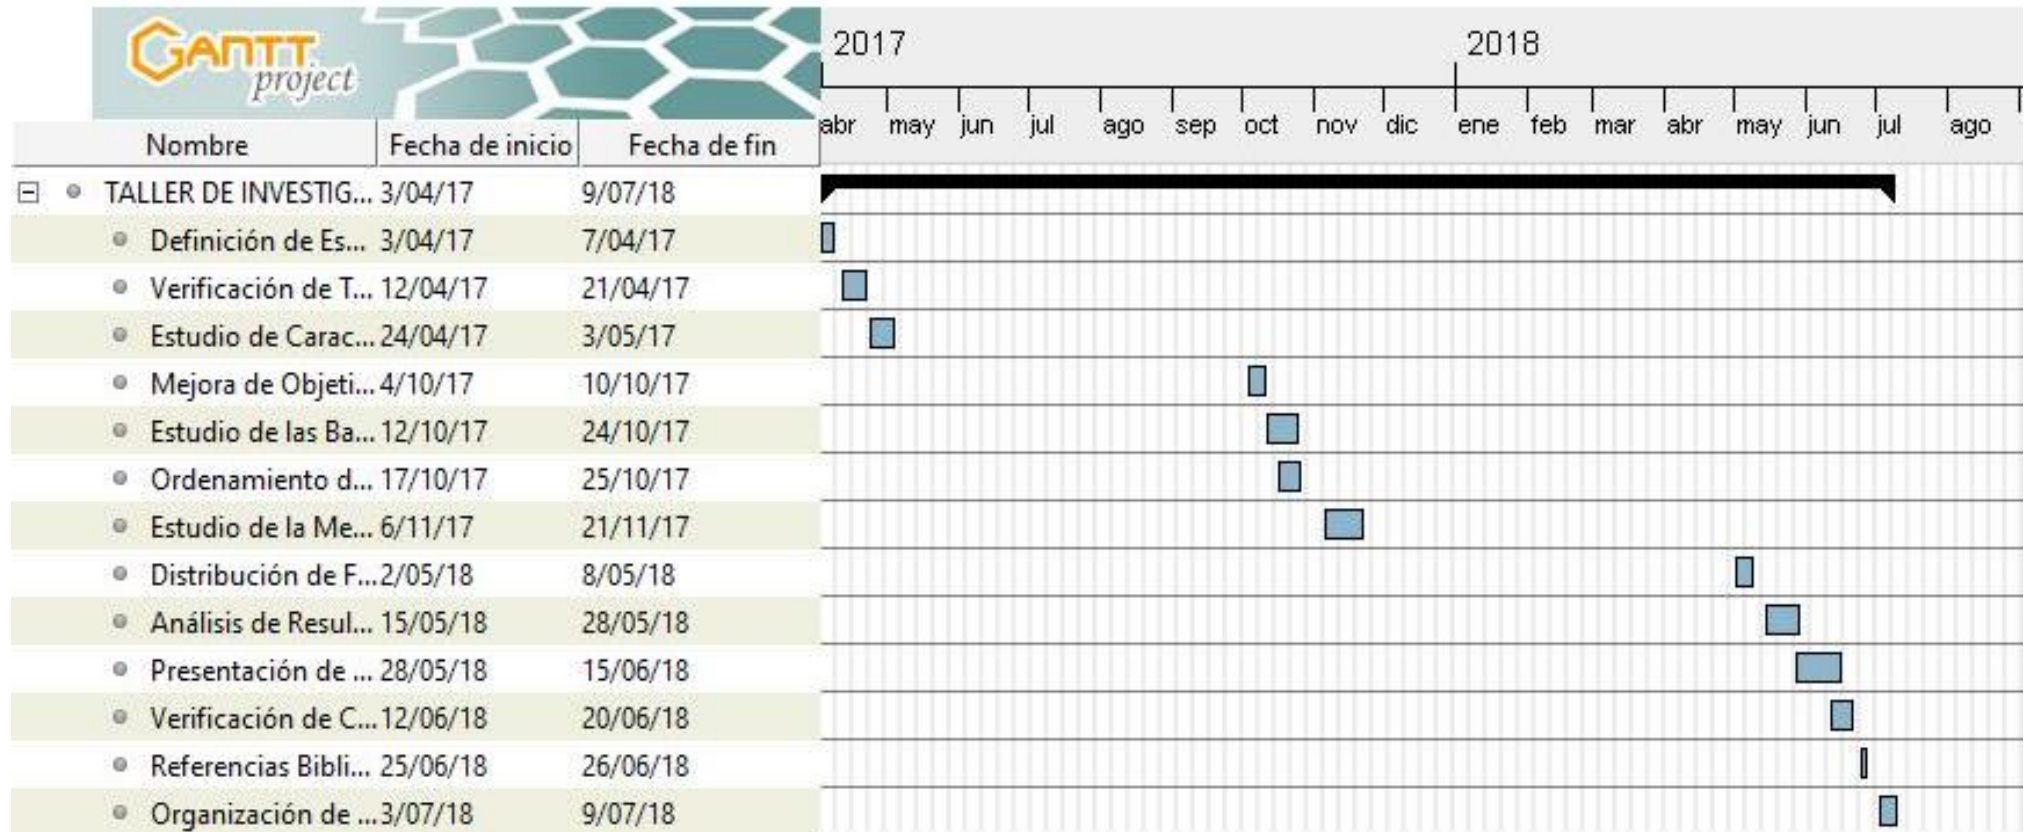 GANTT
project
2017 2018
abr may jun jul ago sep oct nov dic ene feb mar abr may jun jul ago
Nombre Fecha de inicio Fecha de fin
TALLER DE INVESTIG... 3/04/17 9/07/18
Definición de Es... 3/04/17 7/04/17
Verificación de T... 12/04/17 21/04/17
Estudio de Carac... 24/04/17 3/05/17
Mejora de Objeti... 4/10/17 10/10/17
Estudio de las Ba... 12/10/17 24/10/17
Ordenamiento d... 17/10/17 25/10/17
Estudio de la Me... 6/11/17 21/11/17
Distribución de F... 2/05/18 8/05/18
Análisis de Resul... 15/05/18 28/05/18
Presentación de ... 28/05/18 15/06/18
Verificación de C... 12/06/18 20/06/18
Referencias Bibli... 25/06/18 26/06/18
Organización de ... 3/07/18 9/07/18